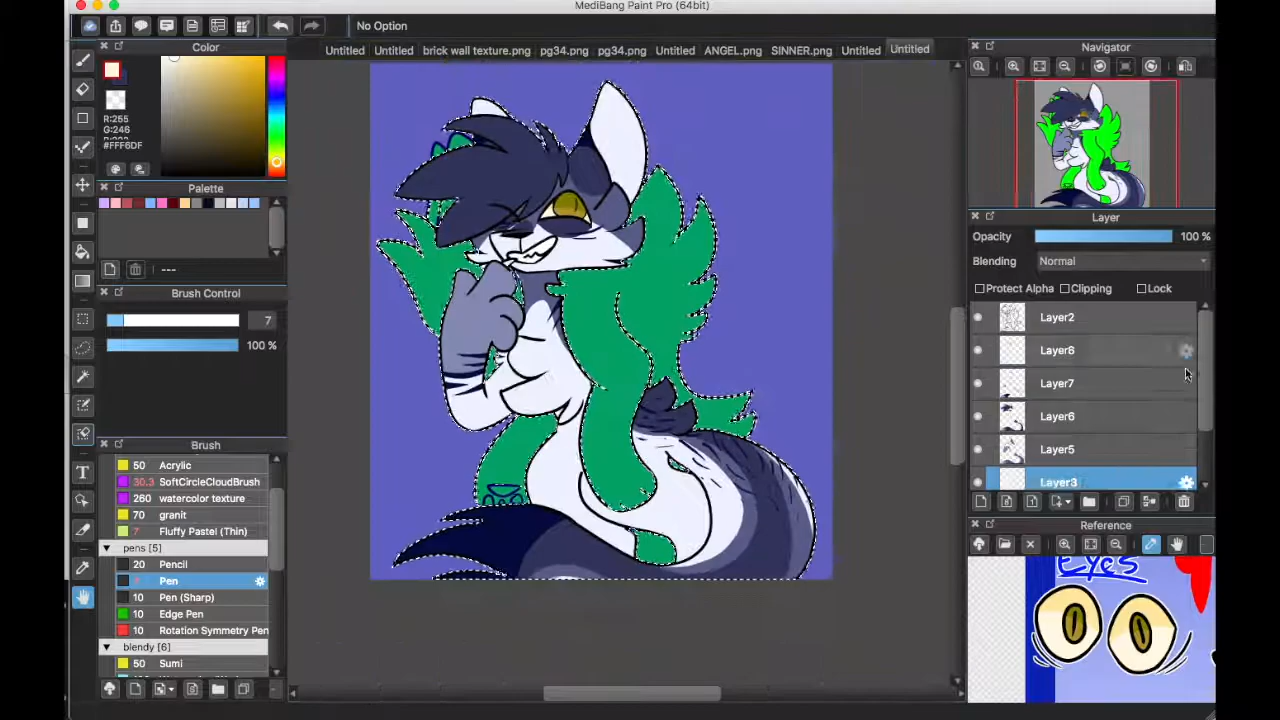 MediBang Paint Pro (64bit)
No Option
Color
Untitled Untitled brick wall texture.png pg34.png pg34.png Untitled ANGEL.png SINNER.png Untitled Untitled
Navigator
R:255
G:246
#FFF6DF
Palette
---
Brush Control
7
100 %
Brush
50 Acrylic
30.3 SoftCircleCloudBrush
260 watercolor texture
70 granit
7 Fluffy Pastel (Thin)
pens [5]
20 Pencil
Pen
10 Pen (Sharp)
10 Edge Pen
10 Rotation Symmetry Pen
blendy [6]
50 Sumi
Layer
Opacity 100 %
Blending Normal
Protect Alpha Clipping Lock
Layer2
Layer6
Layer7
Layer6
Layer5
Layer3
Reference
Eyes